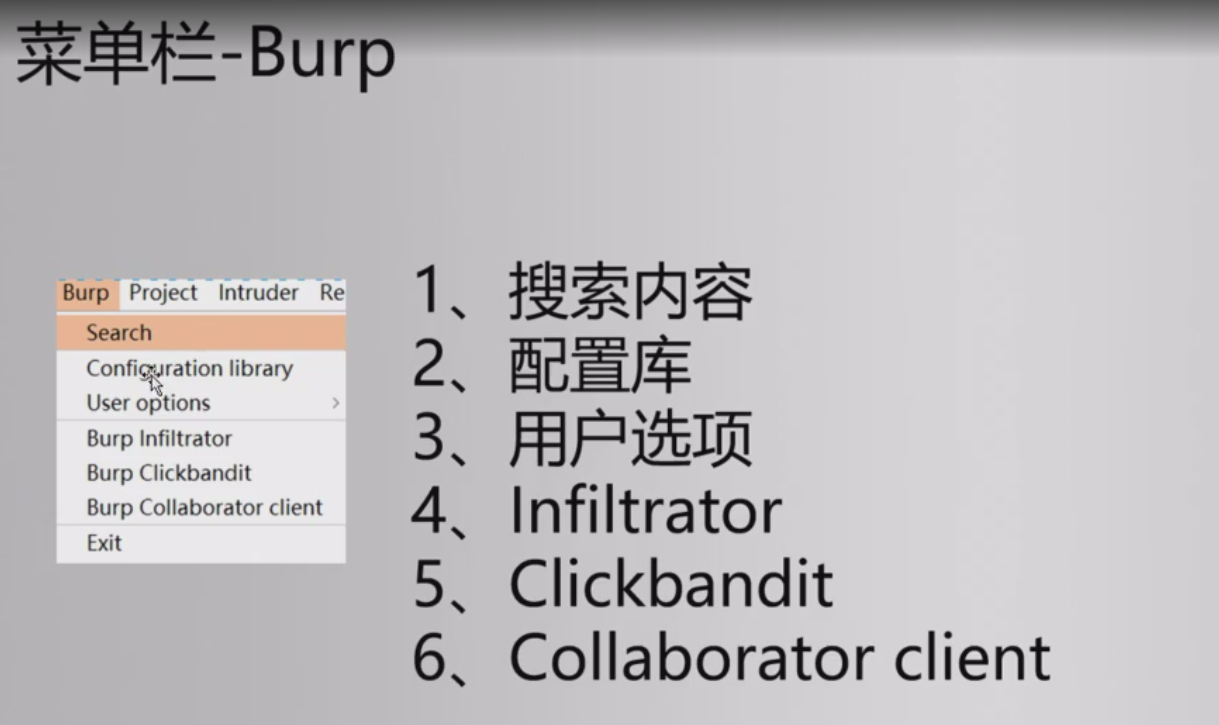 菜单栏-Burp
Burp Project Intruder Re
Search
Configuration library
User options
Burp Infiltrator
Burp Clickbandit
Burp Collaborator client
Exit
1、搜索内容
2、配置库
3、用户选项
4、Infiltrator
5、Clickbandit
6、Collaborator client